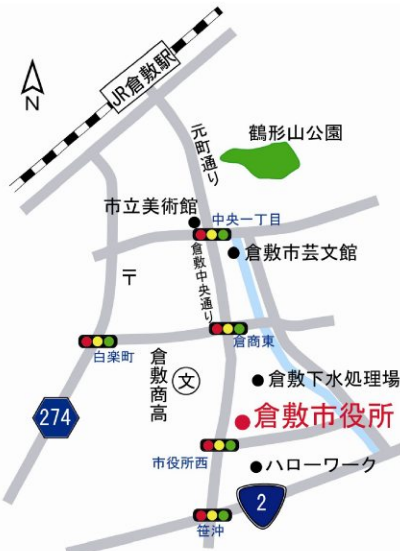 JR倉敷駅
N
元町通り
鶴形山公園
市立美術館
中央一丁目
倉敷中央通り
倉敷市芸文館
〒
倉商東
白楽町
倉敷商高
文
倉敷下水処理場
274
倉敷市役所
市役所西
ハローワーク
2
笹沖